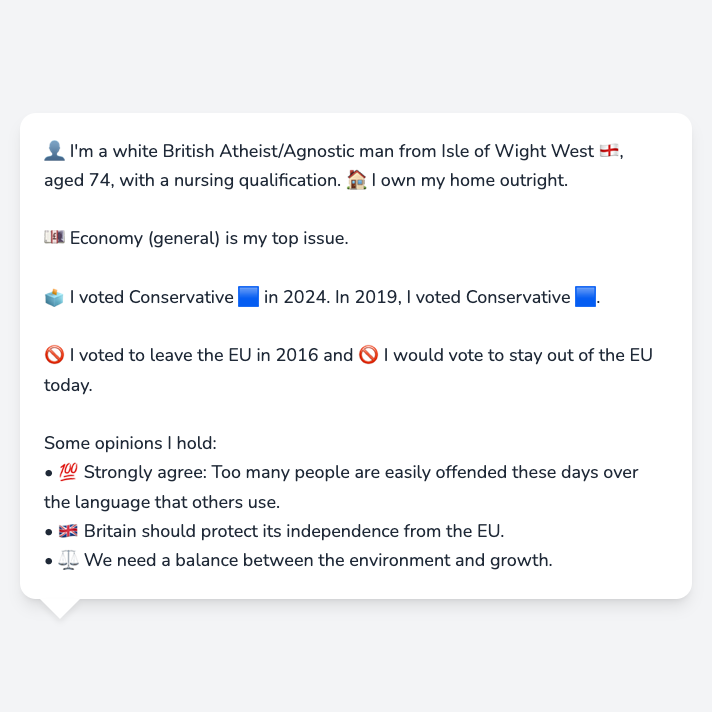 👤 I'm a white British Atheist/Agnostic man from Isle of Wight West 🏴󠁧󠁢󠁥󠁮󠁧󠁿,
aged 74, with a nursing qualification. 🏠 I own my home outright.
💷 Economy (general) is my top issue.
🗳️ I voted Conservative 🟦 in 2024. In 2019, I voted Conservative 🟦.
🚫 I voted to leave the EU in 2016 and 🚫 I would vote to stay out of the EU
today.
Some opinions I hold:
• 💯 Strongly agree: Too many people are easily offended these days over
the language that others use.
• 🇬🇧 Britain should protect its independence from the EU.
• ⚖️ We need a balance between the environment and growth.